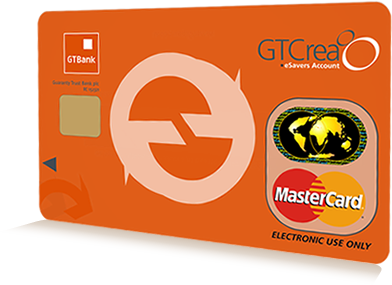 GTBank
GTCrea
eSavers Account
Guaranty Trust Bank plc
MasterCard
ELECTRONIC USE ONLY